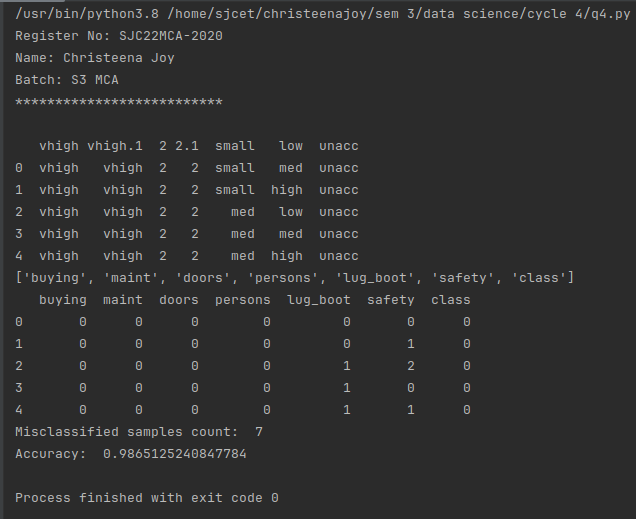 /usr/bin/python3.8 /home/sjcet/christeenajoy/sem 3/data science/cycle 4/q4.py
Register No: SJC22MCA-2020
Name: Christeena Joy
Batch: S3 MCA
**************************
vhigh vhigh.1 2 2.1 small low unacc
0 vhigh vhigh 2 2 small med unacc
1 vhigh vhigh 2 2 small high unacc
2 vhigh vhigh 2 2 med low unacc
3 vhigh vhigh 2 2 med med unacc
4 vhigh vhigh 2 2 med high unacc
['buying', 'maint', 'doors', 'persons', 'lug_boot', 'safety', 'class']
buying maint doors persons lug_boot safety class
0 0 0 0 0 0 0 0
1 0 0 0 0 0 1 0
2 0 0 0 0 1 2 0
3 0 0 0 0 1 0 0
4 0 0 0 0 1 1 0
Misclassified samples count: 7
Accuracy: 0.9865125240847784
Process finished with exit code 0